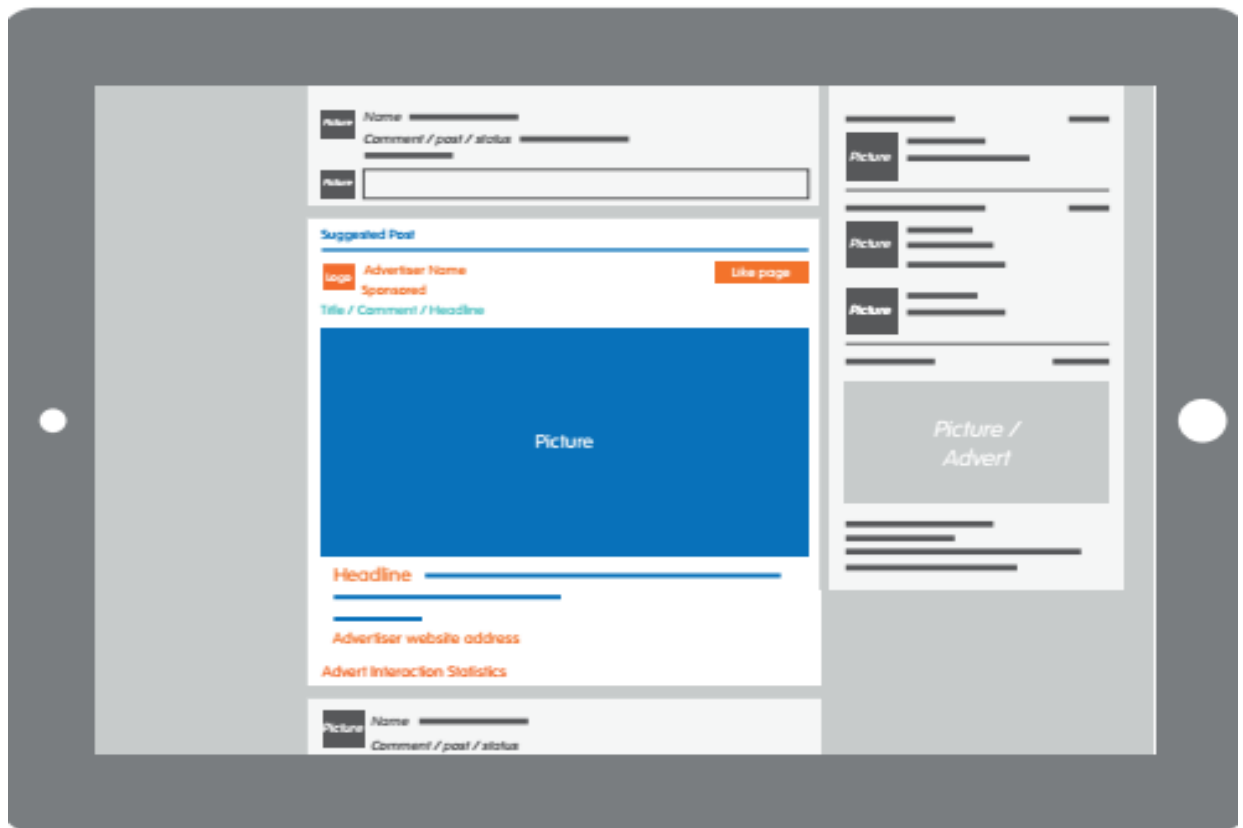 Picture
Name
Comment / post / status
Picture
Suggested Post
Logo
Advertiser Name
Sponsored
Like page
Title / Comment / Headline
Picture
Headline
Advertiser website address
Advert Interaction Statistics
Picture
Name
Comment / post / status
Picture
Picture
Picture
Picture /
Advert